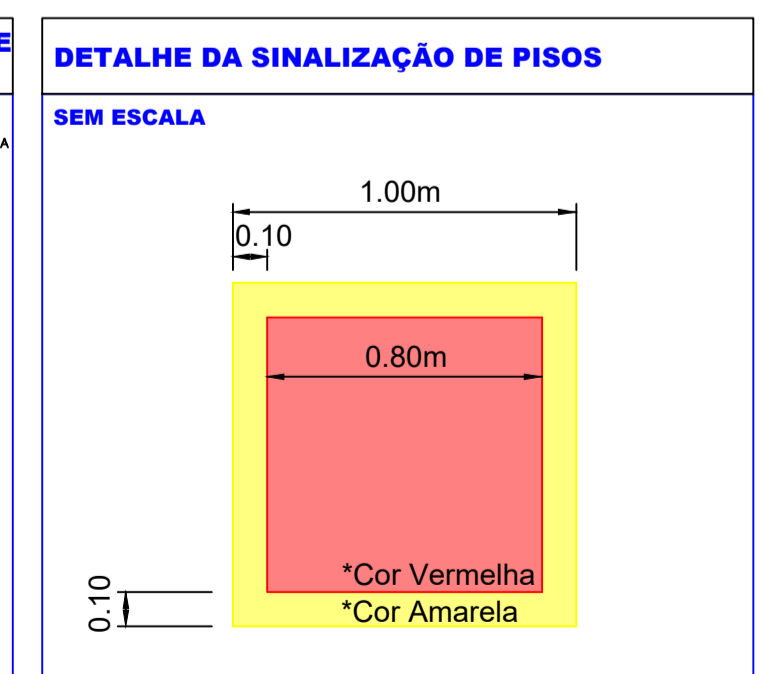 E
DETALHE DA SINALIZAÇÃO DE PISOS
SEM ESCALA
A
1.00m
0.10
0.80m
*Cor Vermelha
0.10
*Cor Amarela